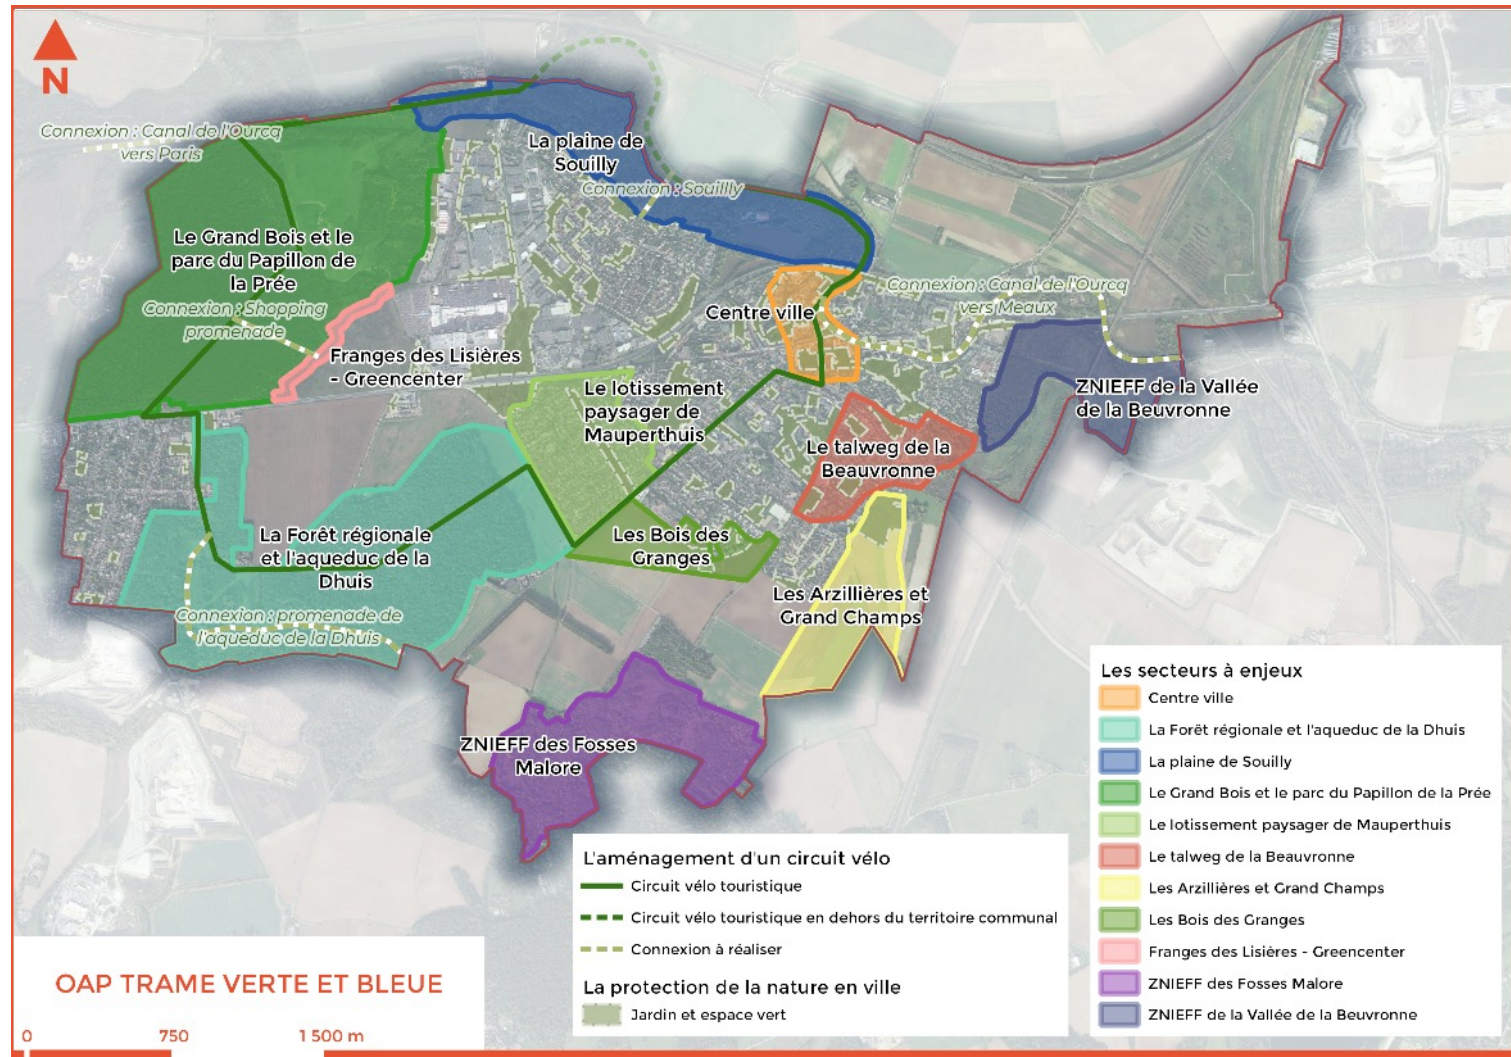 N
Connexion : Canal de l'Ourcq
vers Paris
La plaine de
Souilly
Connexion : Souillly
Le Grand Bois et le
parc du Papillon de
la Prée
Connexion : Shopping
promenade
Franges des Lisières
- Greencenter
Centre ville
Connexion : Canal de l'Ourcq
vers Meaux
Le lotissement
paysager de
Mauperthuis
ZNIEFF de la Vallée
de la Beuvronne
Le talweg de la
Beauvronne
La Forêt régionale
et l'aqueduc de la
Dhuis
Les Bois des
Granges
Les Arzillières et
Grand Champs
Connexion : promenade de
l'aqueduc de la Dhuis
ZNIEFF des Fosses
Malore
Les secteurs à enjeux
Centre ville
La Forêt régionale et l'aqueduc de la Dhuis
La plaine de Souilly
Le Grand Bois et le parc du Papillon de la Prée
Le lotissement paysager de Mauperthuis
Le talweg de la Beauvronne
Les Arzillières et Grand Champs
Les Bois des Granges
Franges des Lisières - Greencenter
ZNIEFF des Fosses Malore
ZNIEFF de la Vallée de la Beuvronne
L'aménagement d'un circuit vélo
Circuit vélo touristique
Circuit vélo touristique en dehors du territoire communal
Connexion à réaliser
La protection de la nature en ville
Jardin et espace vert
OAP TRAME VERTE ET BLEUE
0 750 1 500 m